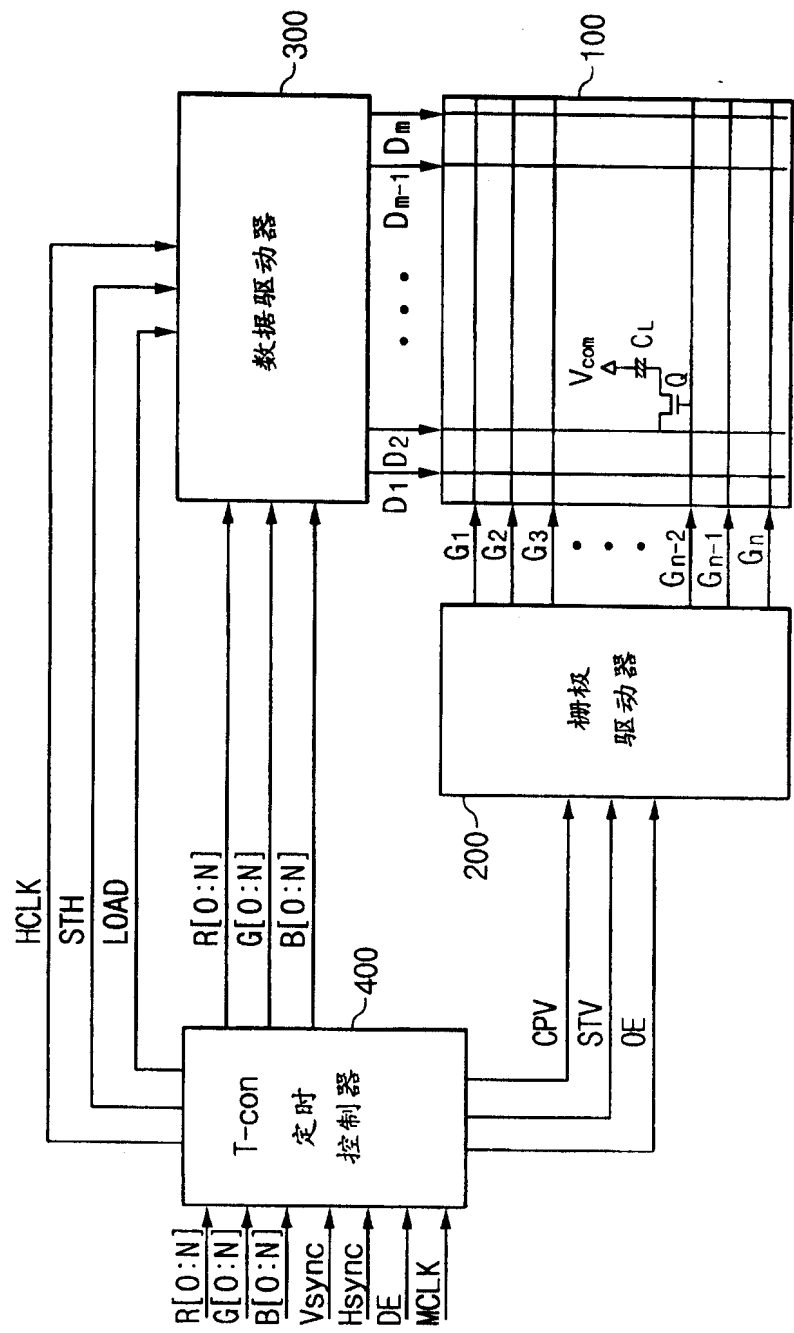 HCLK
STH
LOAD
R[0:N]
G[0:N]
B[0:N]
Vsync
Hsync
DE
MCLK
T-con
定时
控制器
400
R[0:N]
G[0:N]
B[0:N]
CPV
STV
OE
数据驱动器
300
栅极
驱动器
200
D1
D2
Dm-1
Dm
G1
G2
G3
Gn-2
Gn-1
Gn
Vcom
CL
Q
100